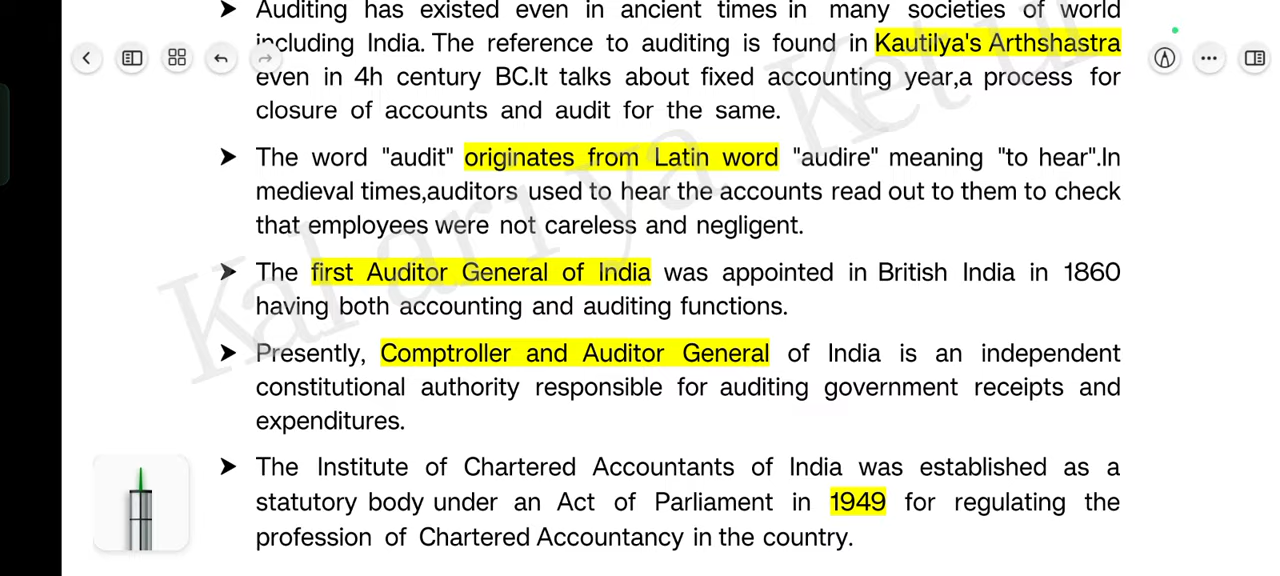 Auditing has existed even in ancient times in many societies of world
including India. The reference to auditing is found in Kautilya's Arthshastra
even in 4h century BC.It talks about fixed accounting year,a process for
closure of accounts and audit for the same.
➤ The word "audit" originates from Latin word "audire" meaning "to hear".In
medieval times,auditors used to hear the accounts read out to them to check
that employees were not careless and negligent.
➤ The first Auditor General of India was appointed in British India in 1860
having both accounting and auditing functions.
➤ Presently, Comptroller and Auditor General of India is an independent
constitutional authority responsible for auditing government receipts and
expenditures.
➤ The Institute of Chartered Accountants of India was established as a
statutory body under an Act of Parliament in 1949 for regulating the
profession of Chartered Accountancy in the country.
Kalariya Ketu